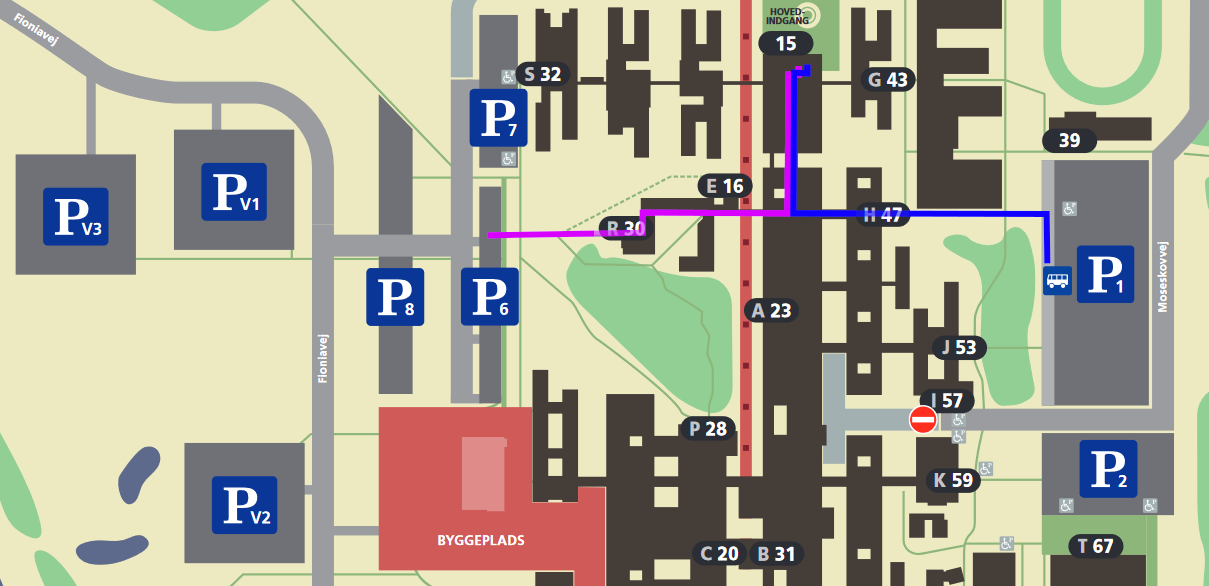 Fionlavej
HOVED-
INDGANG
15
S 32
G 43
P7
39
E 16
PV1
PV3
R 30
H 47
P8
P6
P1
Moseskovvej
A 23
Fionlavej
J 53
I 57
P 28
K 59
P2
PV2
BYGGEPLADS
C 20
B 31
T 67